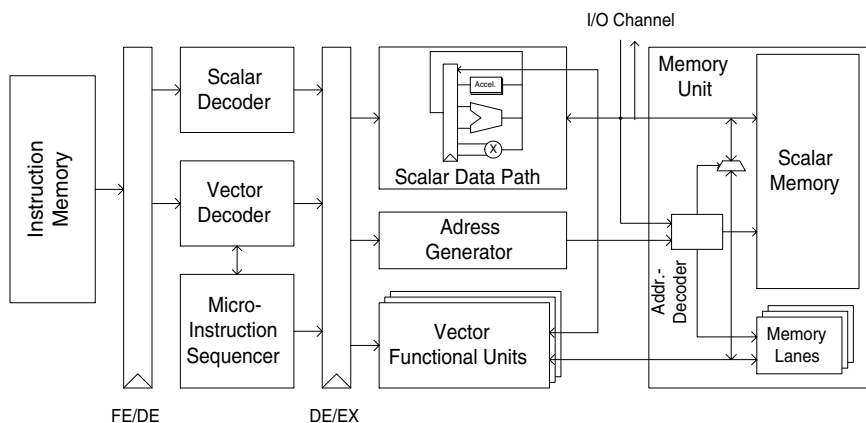 I/O Channel
Instruction
Memory
Scalar
Decoder
Vector
Decoder
Micro-
Instruction
Sequencer
Accel.
X
Scalar Data Path
Adress
Generator
Vector
Functional Units
Memory
Unit
Scalar
Memory
Addr.-
Decoder
Memory
Lanes
FE/DE
DE/EX